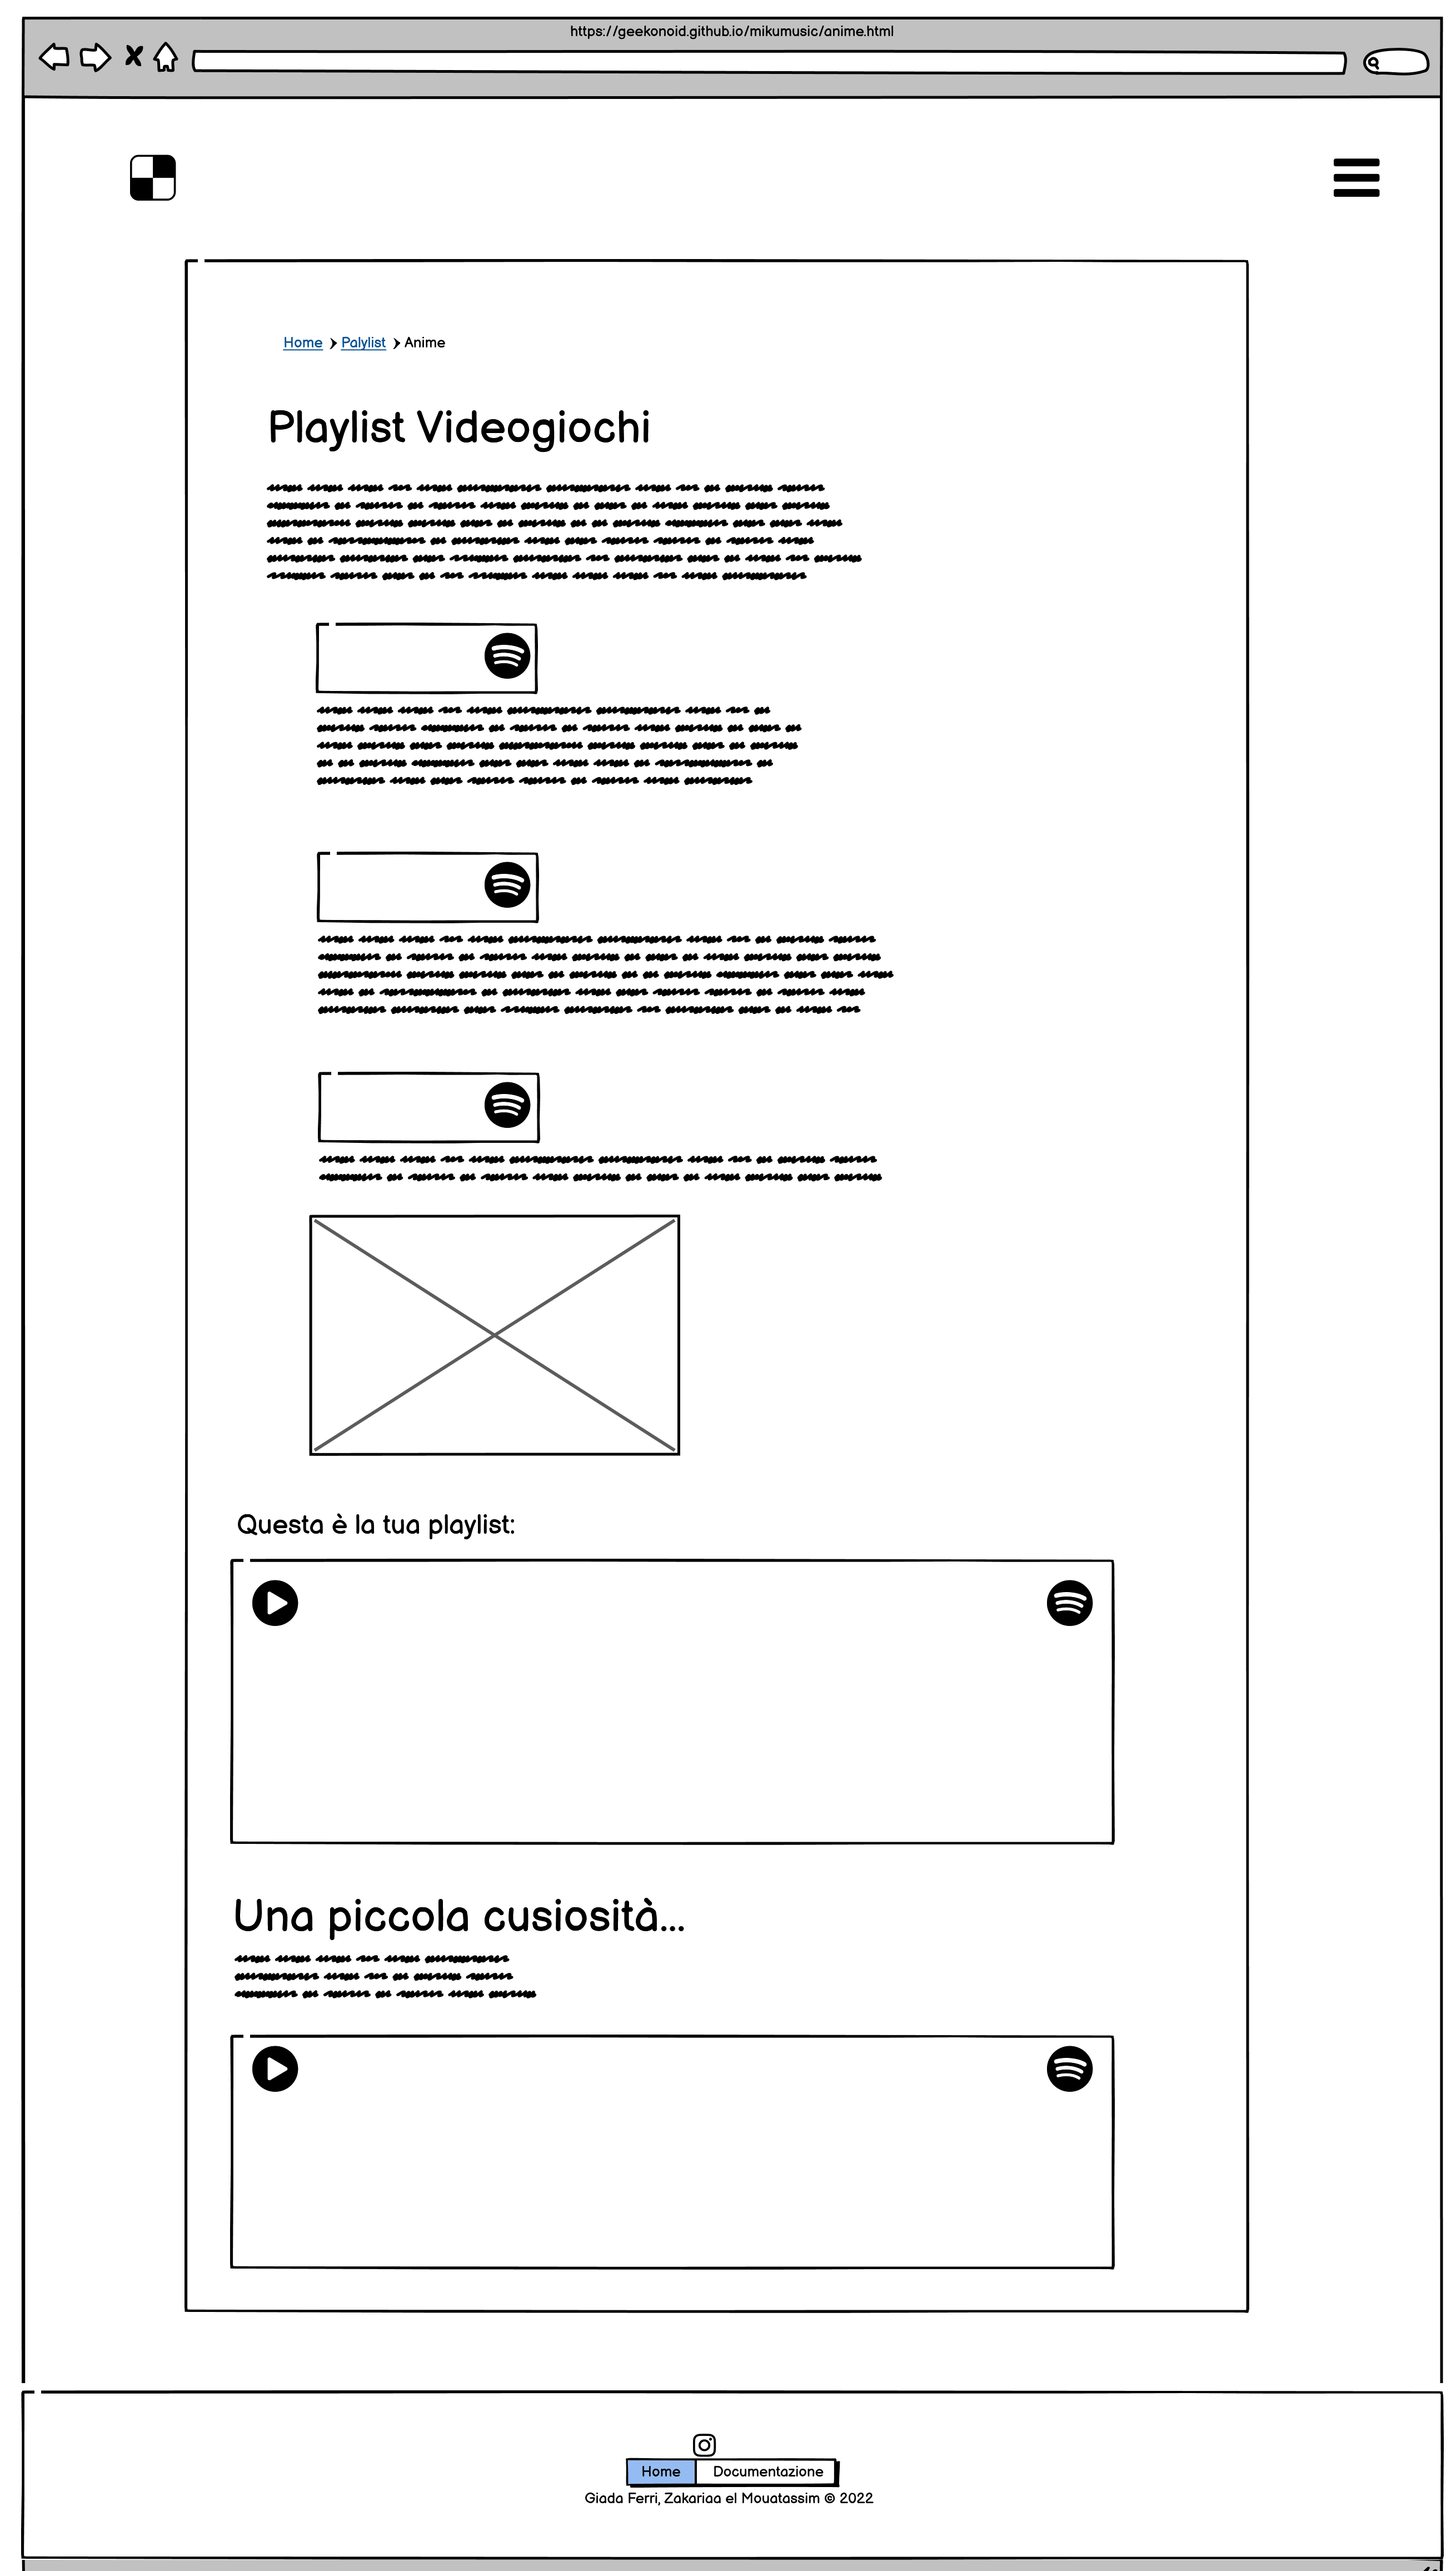 https://geekonoid.github.io/mikumusic/anime.html
Home > Palylist > Anime
Playlist Videogiochi
Questa è la tua playlist:
Una piccola cusiosità...
Home Documentazione
Giada Ferri, Zakariaa el Mouatassim © 2022